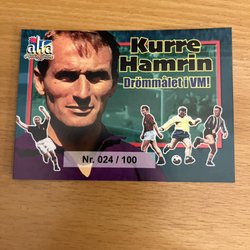 alfa
Kurre
Hamrin
Drömmålet i VM!
Nr. 024 / 100